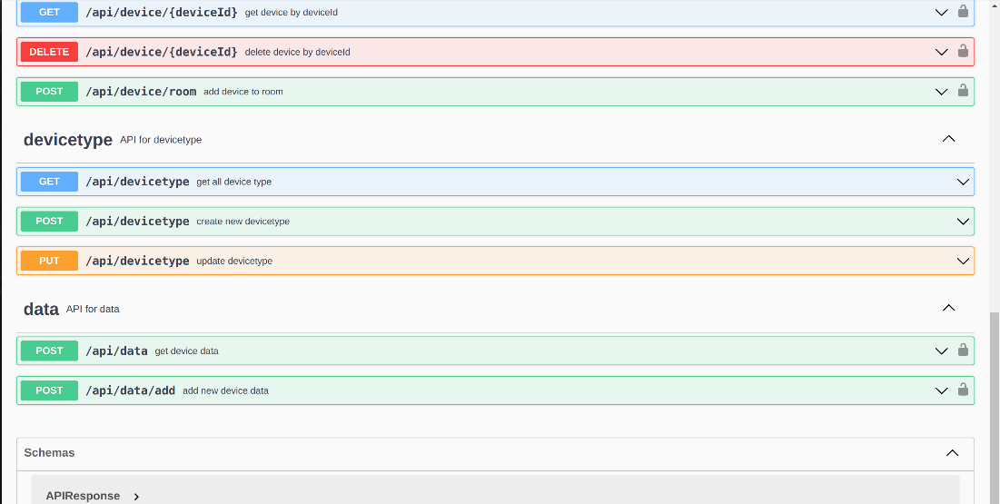 GET /api/device/{deviceId} get device by deviceId
DELETE /api/device/{deviceId} delete device by deviceId
POST /api/device/room add device to room
devicetype API for devicetype
GET /api/devicetype get all device type
POST /api/devicetype create new devicetype
PUT /api/devicetype update devicetype
data API for data
POST /api/data get device data
POST /api/data/add add new device data
Schemas
APIResponse